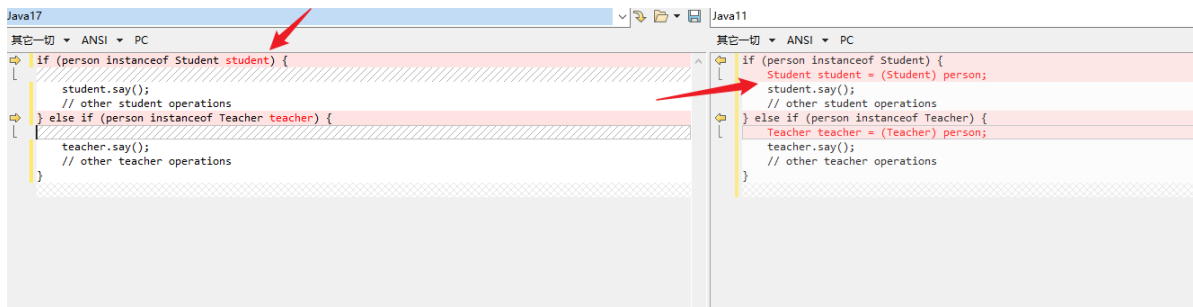 Java17
Java11
其它一切 ANSI PC
其它一切 ANSI PC
if (person instanceof Student student) {
    student.say();
    // other student operations
} else if (person instanceof Teacher teacher) {
    teacher.say();
    // other teacher operations
}
if (person instanceof Student) {
    Student student = (Student) person;
    student.say();
    // other student operations
} else if (person instanceof Teacher) {
    Teacher teacher = (Teacher) person;
    teacher.say();
    // other teacher operations
}